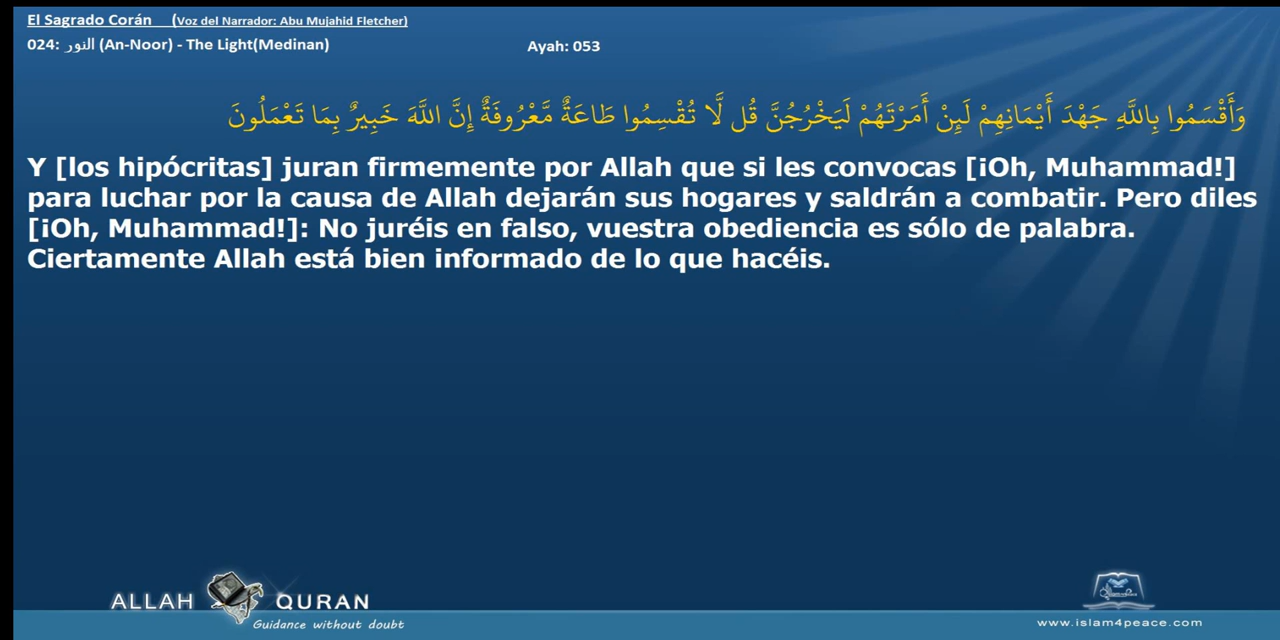 El Sagrado Corán (Voz del Narrador: Abu Mujahid Fletcher)
024: النور (An-Noor) - The Light(Medinan) Ayah: 053
وَأَقْسَمُوا بِاللَّهِ جَهْدَ أَيْمَانِهِمْ لَئِنْ أَمَرْتَهُمْ لَيَخْرُجُنَّ قُل لَّا تُقْسِمُوا طَاعَةٌ مَّعْرُوفَةٌ إِنَّ اللَّهَ خَبِيرٌ بِمَا تَعْمَلُونَ
Y [los hipócritas] juran firmemente por Allah que si les convocas [¡Oh, Muhammad!]
para luchar por la causa de Allah dejarán sus hogares y saldrán a combatir. Pero diles
[¡Oh, Muhammad!]: No juréis en falso, vuestra obediencia es sólo de palabra.
Ciertamente Allah está bien informado de lo que hacéis.
ALLAH QURAN
Guidance without doubt
www.islam4peace.com